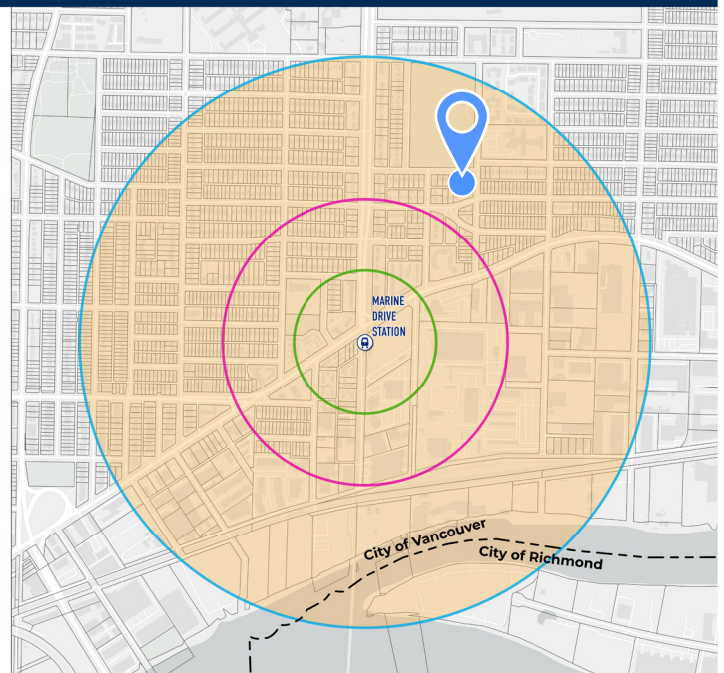 MARINE
DRIVE
STATION
City of Vancouver
City of Richmond